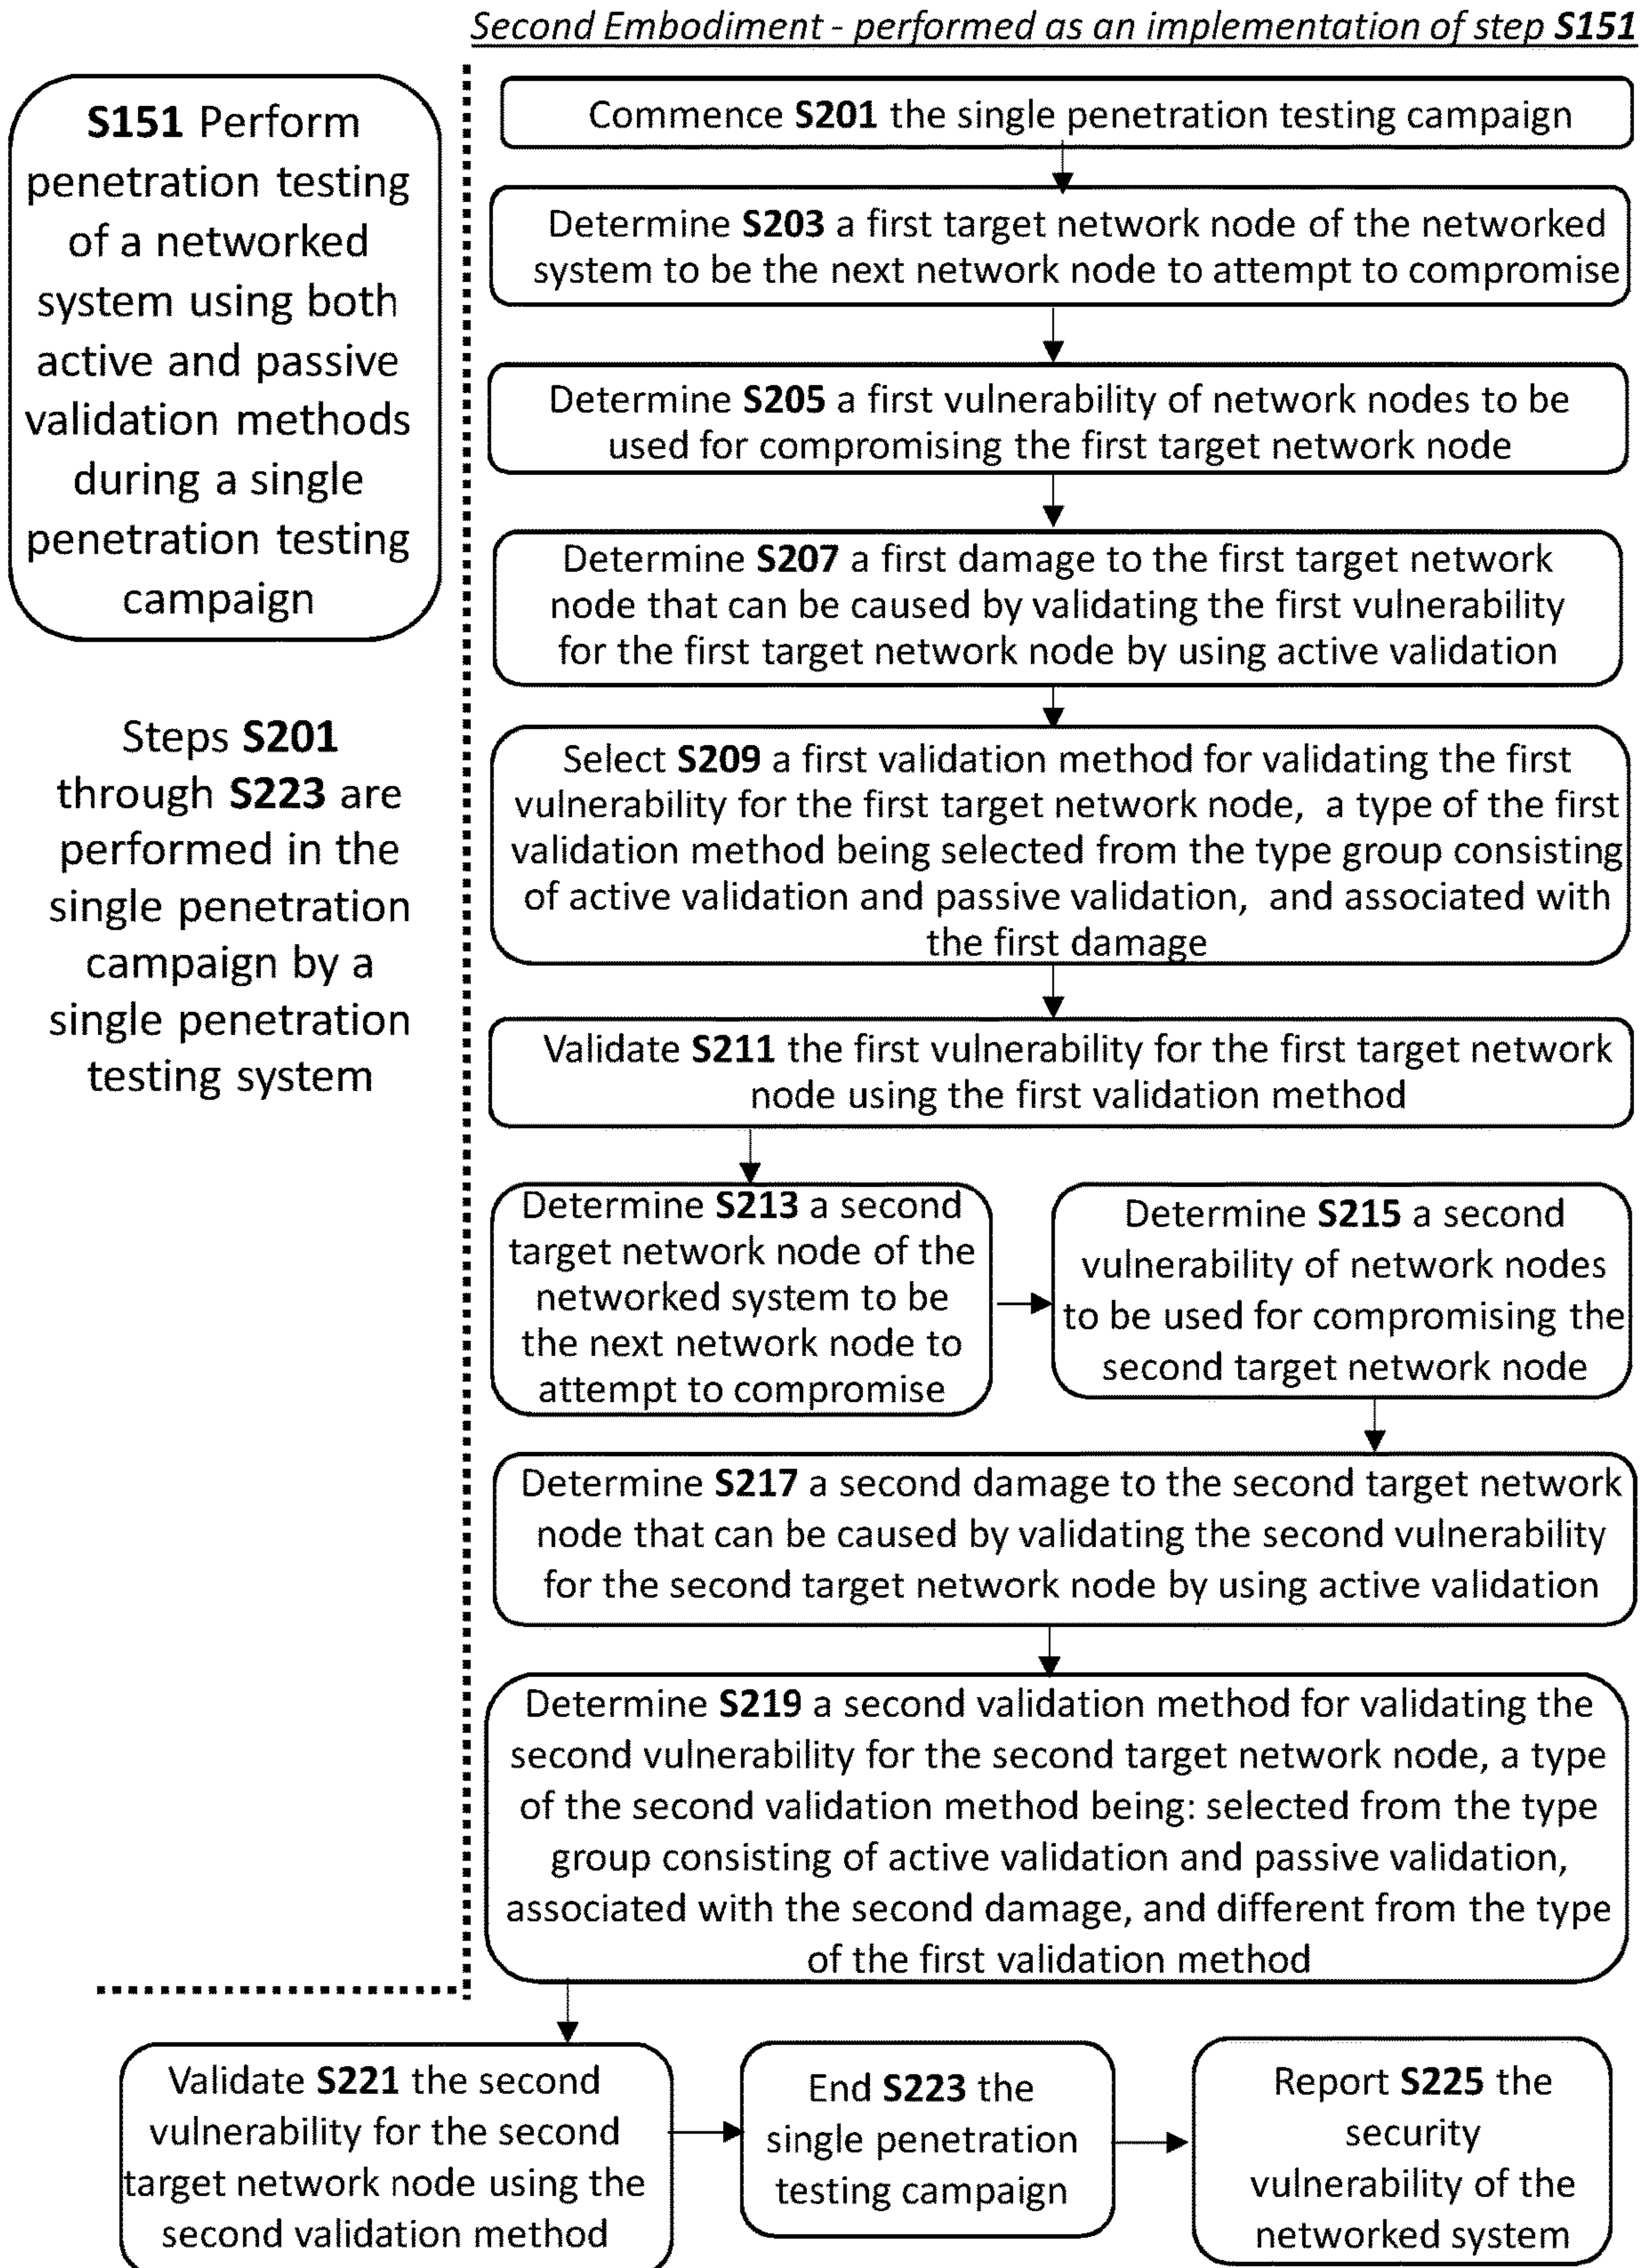 Second Embodiment - performed as an implementation of step S151
S151 Perform
penetration testing
of a networked
system using both
active and passive
validation methods
during a single
penetration testing
campaign
Steps S201
through S223 are
performed in the
single penetration
campaign by a
single penetration
testing system
Commence S201 the single penetration testing campaign
Determine S203 a first target network node of the networked
system to be the next network node to attempt to compromise
Determine S205 a first vulnerability of network nodes to be
used for compromising the first target network node
Determine S207 a first damage to the first target network
node that can be caused by validating the first vulnerability
for the first target network node by using active validation
Select S209 a first validation method for validating the first
vulnerability for the first target network node, a type of the first
validation method being selected from the type group consisting
of active validation and passive validation, and associated with
the first damage
Validate S211 the first vulnerability for the first target network
node using the first validation method
Determine S213 a second
target network node of the
networked system to be
the next network node to
attempt to compromise
Determine S215 a second
vulnerability of network nodes
to be used for compromising the
second target network node
Determine S217 a second damage to the second target network
node that can be caused by validating the second vulnerability
for the second target network node by using active validation
Determine S219 a second validation method for validating the
second vulnerability for the second target network node, a type
of the second validation method being: selected from the type
group consisting of active validation and passive validation,
associated with the second damage, and different from the type
of the first validation method
Validate S221 the second
vulnerability for the second
target network node using the
second validation method
End S223 the
single penetration
testing campaign
Report S225 the
security
vulnerability of the
networked system